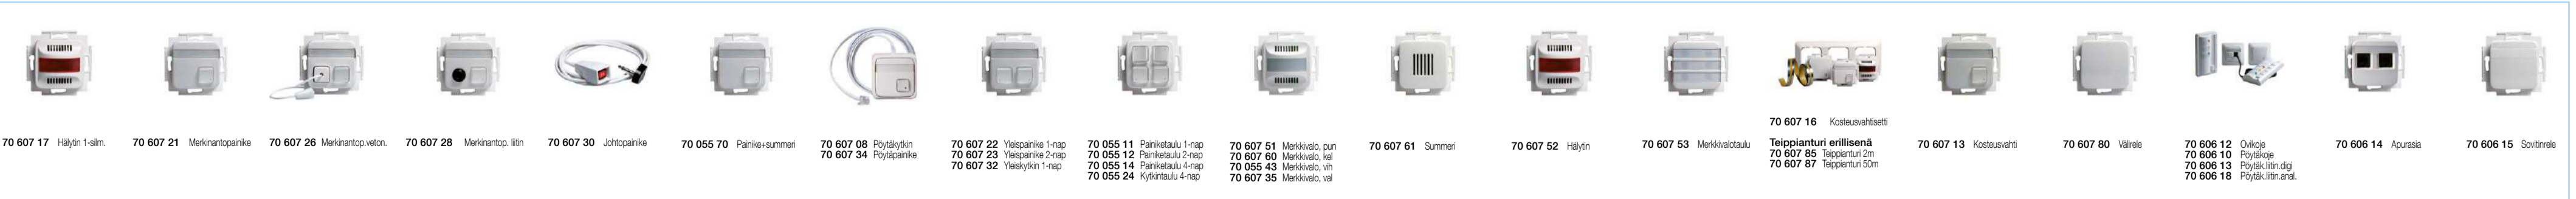 70 607 17 Hälytin 1-silm.
70 607 21 Merkinantopainike
70 607 26 Merkinantop.veton.
70 607 28 Merkinantop. liitin
70 607 30 Johtopainike
70 055 70 Painike+summeri
70 607 08 Pöytäkytkin
70 607 34 Pöytäpainike
70 607 22 Yleispainike 1-nap
70 607 23 Yleispainike 2-nap
70 607 32 Yleiskytkin 1-nap
70 055 11 Painiketaulu 1-nap
70 055 12 Painiketaulu 2-nap
70 055 14 Painiketaulu 4-nap
70 055 24 Kytkintaulu 4-nap
70 607 51 Merkkivalo, pun
70 607 60 Merkkivalo, kel
70 055 43 Merkkivalo, vih
70 607 35 Merkkivalo, val
70 607 61 Summeri
70 607 52 Hälytin
70 607 53 Merkkivalotaulu
70 607 16 Kosteusvahtisetti
Teippianturi erillisenä
70 607 85 Teippianturi 2m
70 607 87 Teippianturi 50m
70 607 13 Kosteusvahti
70 607 80 Välirele
70 606 12 Ovikoje
70 606 10 Pöytäkoje
70 606 13 Pöytäk.liitin.digi
70 606 18 Pöytäk.liitin.anal.
70 606 14 Apurasia
70 606 15 Sovitinrele